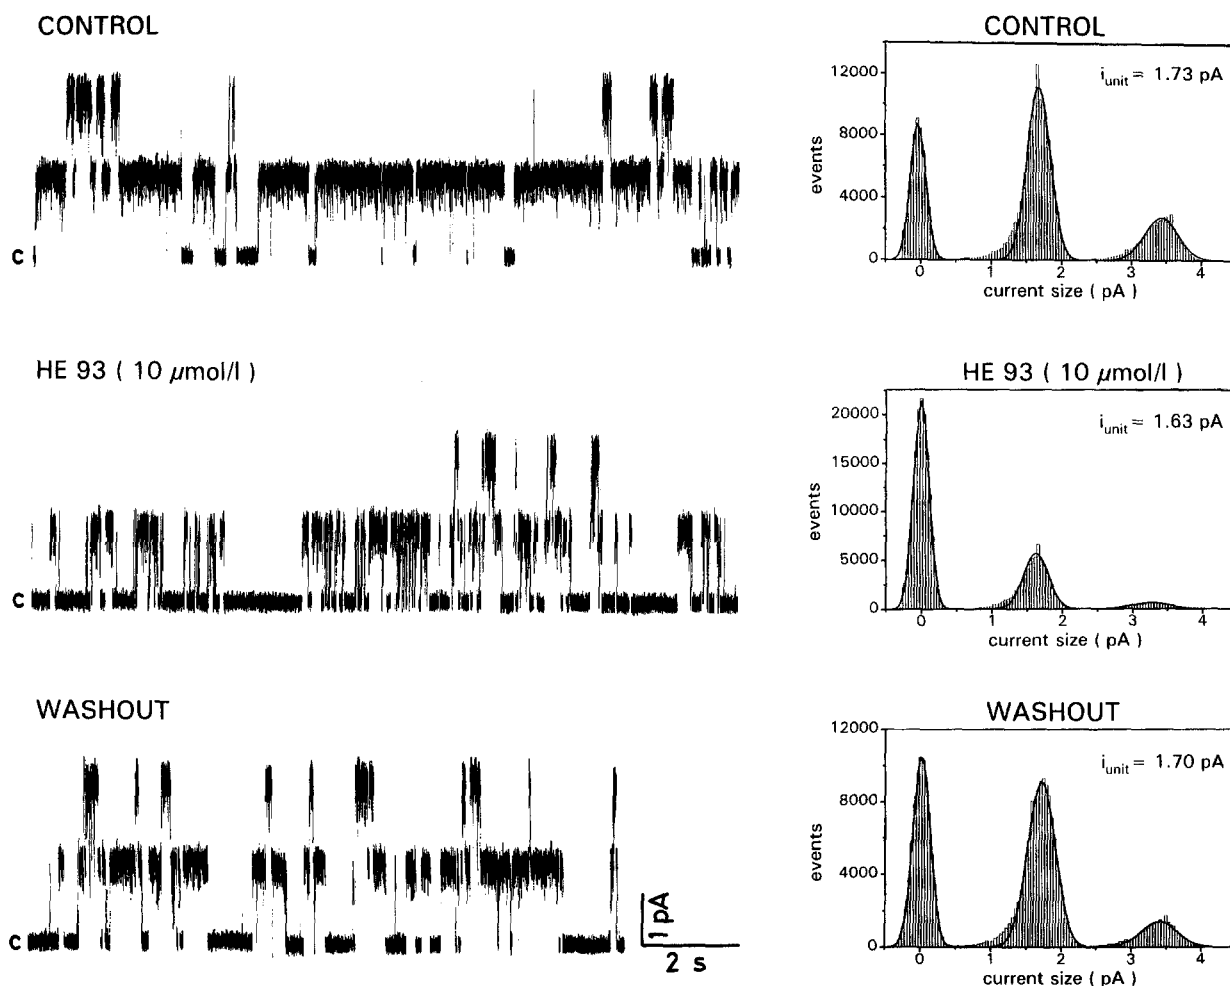 CONTROL
C
CONTROL
i_unit = 1.73 pA
events
12000
8000
4000
0
0 1 2 3 4
current size ( pA )
HE 93 ( 10 µmol/l )
C
HE 93 ( 10 µmol/l )
i_unit = 1.63 pA
events
20000
15000
10000
5000
0
0 1 2 3 4
current size ( pA )
WASHOUT
C
1 pA
2 s
WASHOUT
i_unit = 1.70 pA
events
12000
8000
4000
0
0 1 2 3 4
current size ( pA )